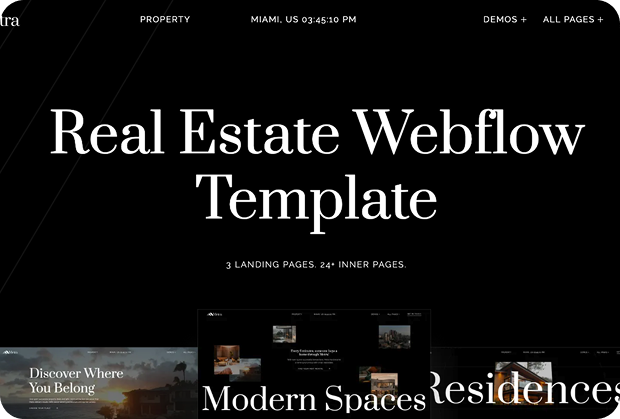 tra
PROPERTY
MIAMI, US 03:45:10 PM
DEMOS +
ALL PAGES +
Real Estate Webflow
Template
3 LANDING PAGES. 24+ INNER PAGES.
Discover Where
You Belong
Modern Spaces
Residences